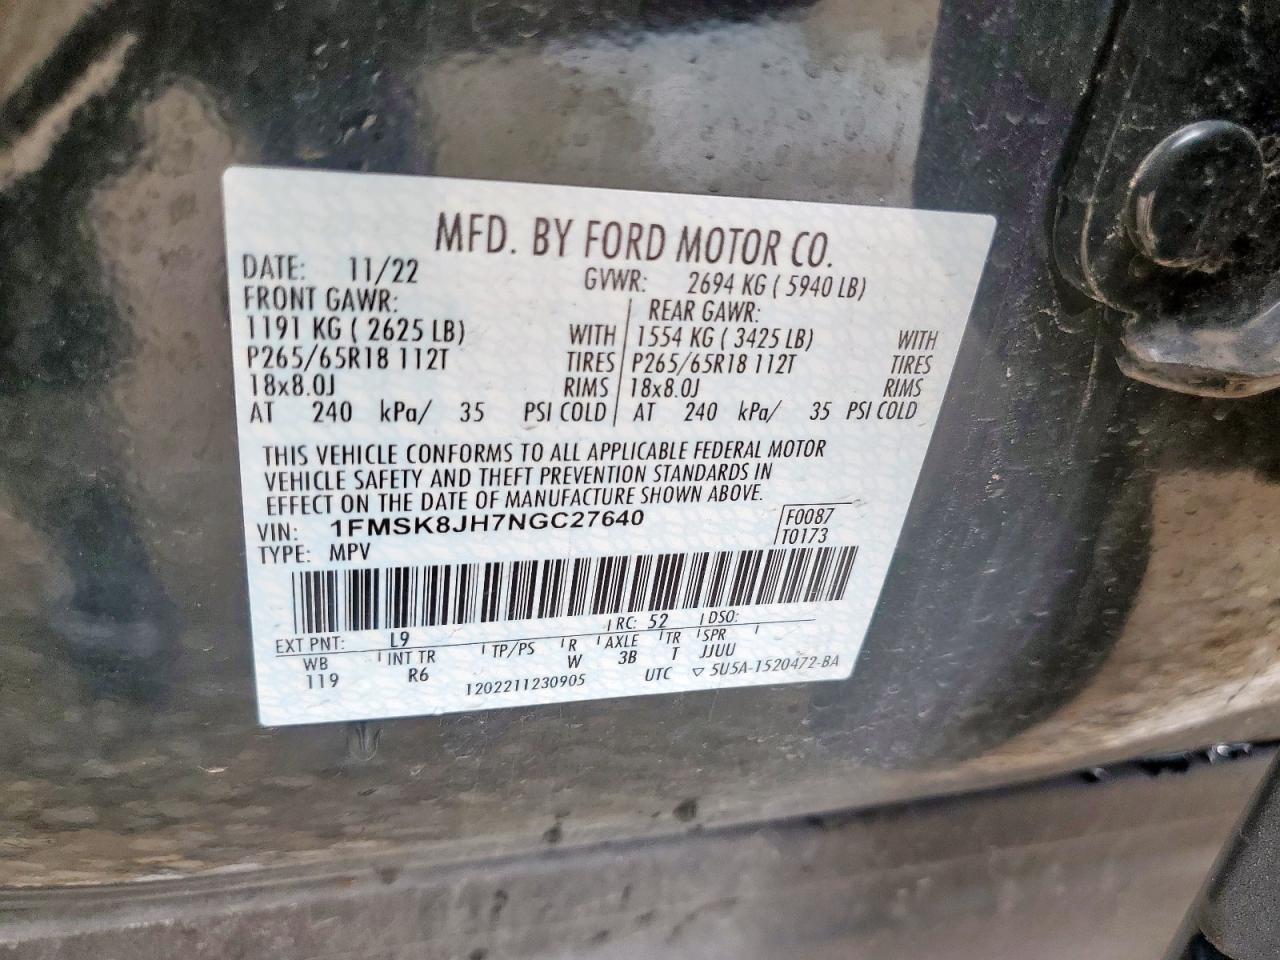 MFD. BY FORD MOTOR CO.
DATE: 11/22 GVWR: 2694 KG ( 5940 LB)
FRONT GAWR: REAR GAWR:
1191 KG ( 2625 LB) WITH 1554 KG ( 3425 LB) WITH
P265/65R18 112T TIRES P265/65R18 112T TIRES
18x8.0J RIMS 18x8.0J RIMS
AT 240 kPa/ 35 PSI COLD AT 240 kPa/ 35 PSI COLD
THIS VEHICLE CONFORMS TO ALL APPLICABLE FEDERAL MOTOR
VEHICLE SAFETY AND THEFT PREVENTION STANDARDS IN
EFFECT ON THE DATE OF MANUFACTURE SHOWN ABOVE.
VIN: 1FMSK8JH7NGC27640 F0087
TYPE: MPV T0173
EXT PNT: L9 RC: 52 DSO:
WB INT TR TP/PS R AXLE TR SPR
119 R6 W 3B T JJUU
1202211230905 UTC ▽ 5U5A-1520472-BA